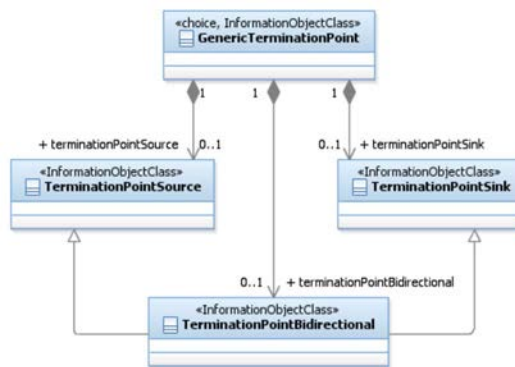 «choice, InformationObjectClass»
GenericTerminationPoint
1
1
1
+ terminationPointSource
0..1
0..1
+ terminationPointSink
«InformationObjectClass»
TerminationPointSource
«InformationObjectClass»
TerminationPointSink
0..1
+ terminationPointBidirectional
«InformationObjectClass»
TerminationPointBidirectional